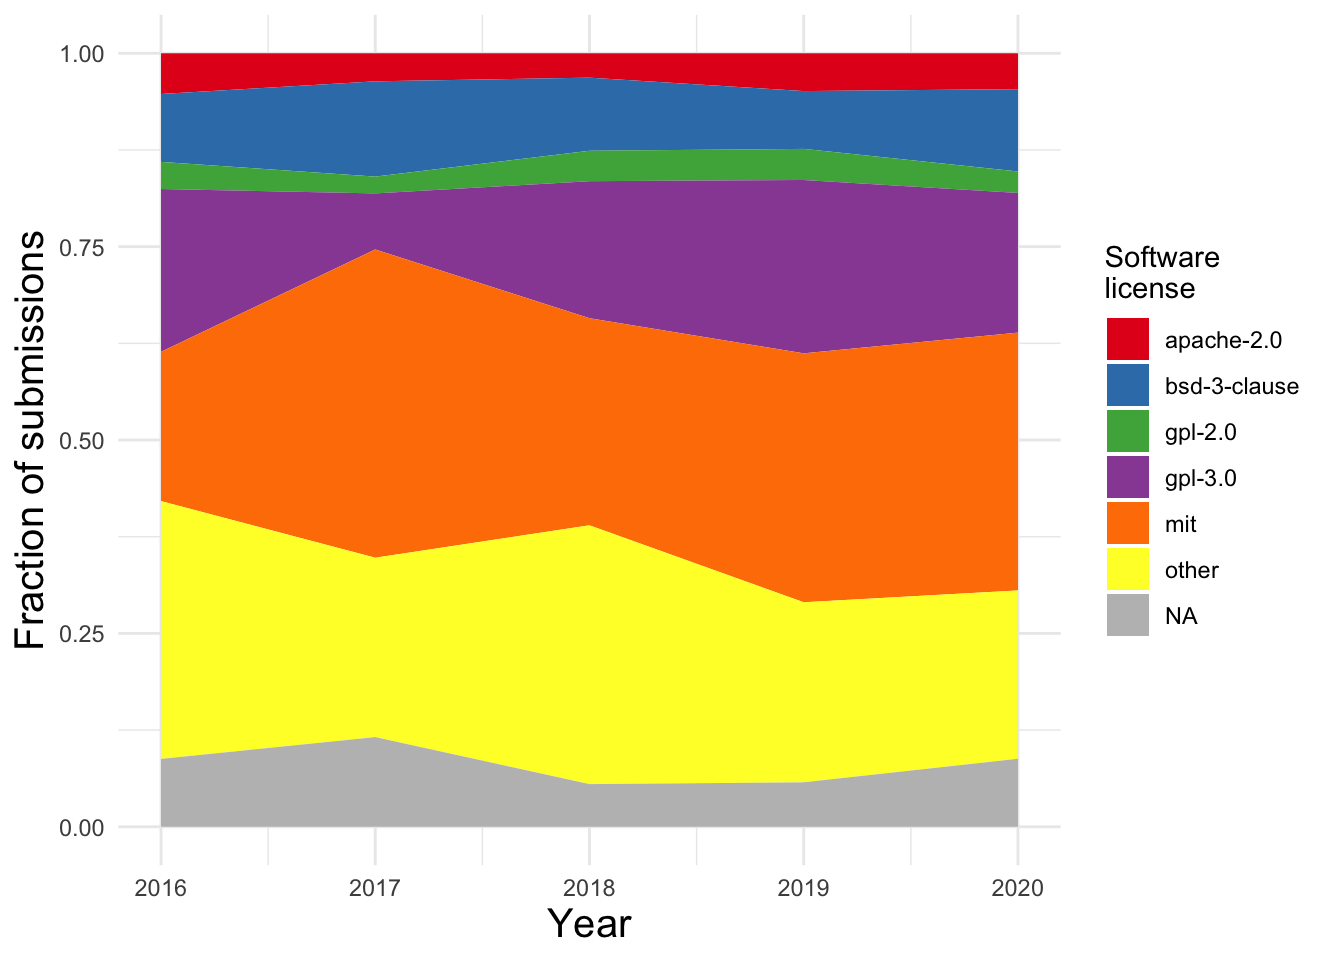 1.00
0.75
0.50
0.25
0.00
Fraction of submissions
2016 2017 2018 2019 2020
Year
Software
license
apache-2.0
bsd-3-clause
gpl-2.0
gpl-3.0
mit
other
NA